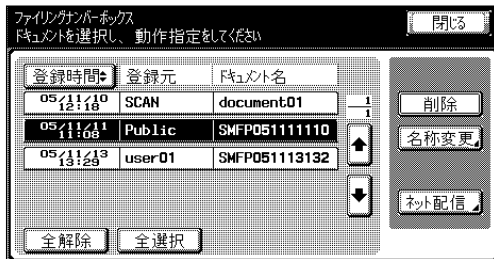 ファイリングナンバーボックス
ドキュメントを選択し、動作指定をしてください
閉じる
登録時間 登録元 ドキュメント名
05/11/10 12:18 SCAN document01
05/11/11 11:08 Public SMFP051111110
05/11/13 13:29 user01 SMFP051113132
1
1
削除
名称変更
ネット配信
全解除 全選択